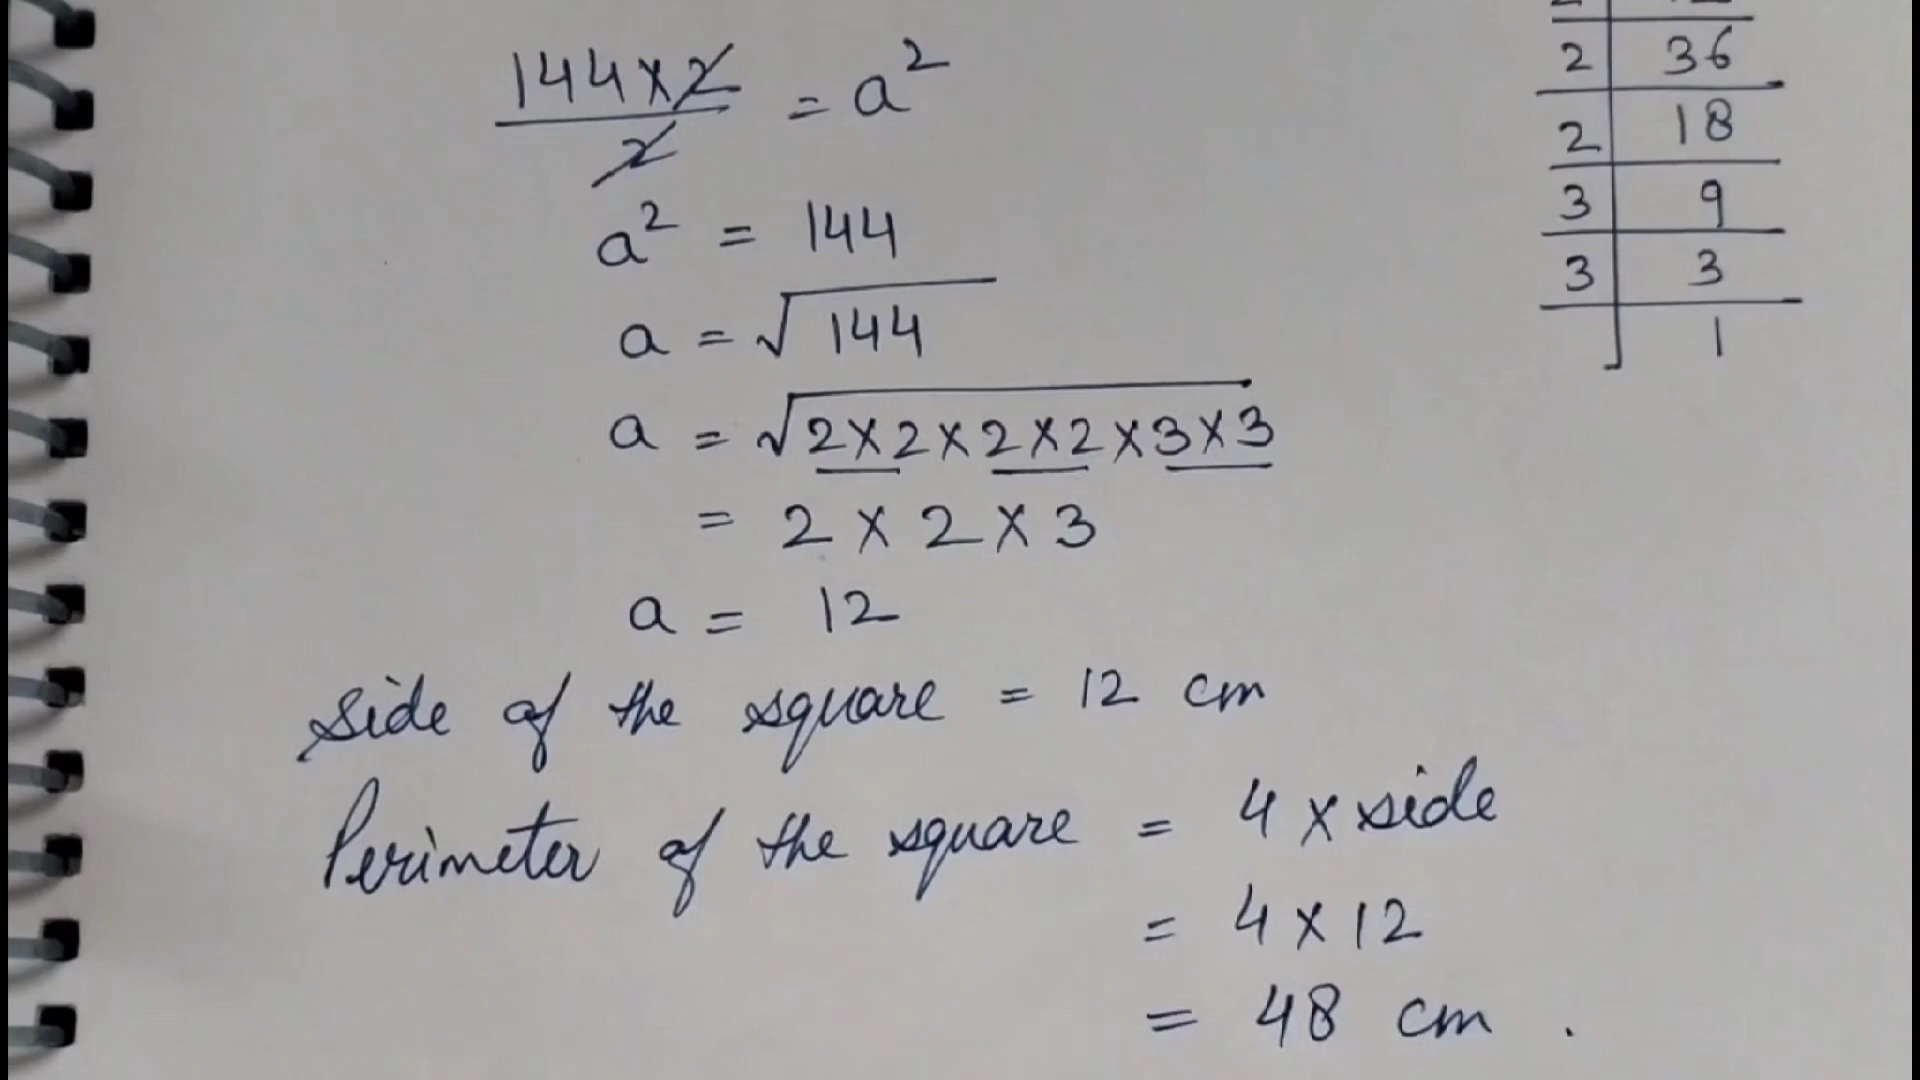 144×2 / 2 = a²
a² = 144
a = √144
a = √2×2×2×2×3×3
= 2 × 2 × 3
a = 12
side of the square = 12 cm
Perimeter of the square = 4 × side
= 4 × 12
= 48 cm .
2 | 36
2 | 18
3 | 9
3 | 3
1